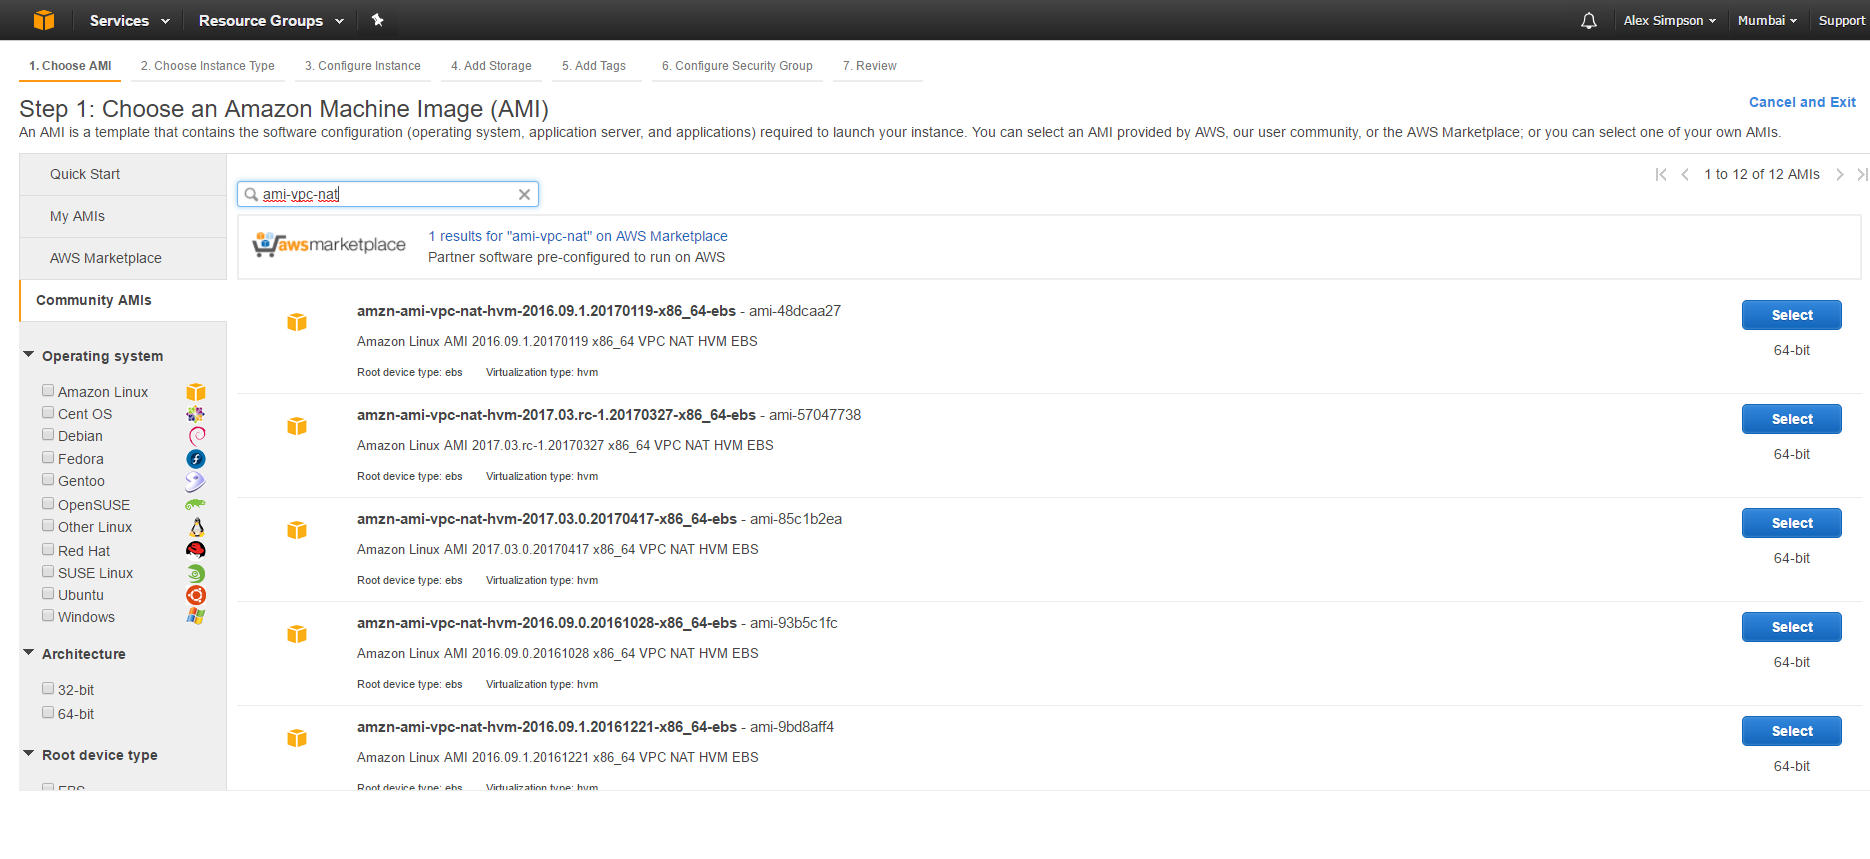 Services Resource Groups Alex Simpson Mumbai Support
1. Choose AMI 2. Choose Instance Type 3. Configure Instance 4. Add Storage 5. Add Tags 6. Configure Security Group 7. Review
Step 1: Choose an Amazon Machine Image (AMI)
Cancel and Exit
An AMI is a template that contains the software configuration (operating system, application server, and applications) required to launch your instance. You can select an AMI provided by AWS, our user community, or the AWS Marketplace; or you can select one of your own AMIs.
Quick Start
My AMIs
AWS Marketplace
Community AMIs
Operating system
Amazon Linux
Cent OS
Debian
Fedora
Gentoo
OpenSUSE
Other Linux
Red Hat
SUSE Linux
Ubuntu
Windows
Architecture
32-bit
64-bit
Root device type
EBS
1 to 12 of 12 AMIs
ami-vpc-nat
awsmarketplace
1 results for "ami-vpc-nat" on AWS Marketplace
Partner software pre-configured to run on AWS
amzn-ami-vpc-nat-hvm-2016.09.1.20170119-x86_64-ebs - ami-48dcaa27
Amazon Linux AMI 2016.09.1.20170119 x86_64 VPC NAT HVM EBS
Root device type: ebs Virtualization type: hvm
Select
64-bit
amzn-ami-vpc-nat-hvm-2017.03.rc-1.20170327-x86_64-ebs - ami-57047738
Amazon Linux AMI 2017.03.rc-1.20170327 x86_64 VPC NAT HVM EBS
Root device type: ebs Virtualization type: hvm
Select
64-bit
amzn-ami-vpc-nat-hvm-2017.03.0.20170417-x86_64-ebs - ami-85c1b2ea
Amazon Linux AMI 2017.03.0.20170417 x86_64 VPC NAT HVM EBS
Root device type: ebs Virtualization type: hvm
Select
64-bit
amzn-ami-vpc-nat-hvm-2016.09.0.20161028-x86_64-ebs - ami-93b5c1fc
Amazon Linux AMI 2016.09.0.20161028 x86_64 VPC NAT HVM EBS
Root device type: ebs Virtualization type: hvm
Select
64-bit
amzn-ami-vpc-nat-hvm-2016.09.1.20161221-x86_64-ebs - ami-9bd8aff4
Amazon Linux AMI 2016.09.1.20161221 x86_64 VPC NAT HVM EBS
Root device type: ebs Virtualization type: hvm
Select
64-bit